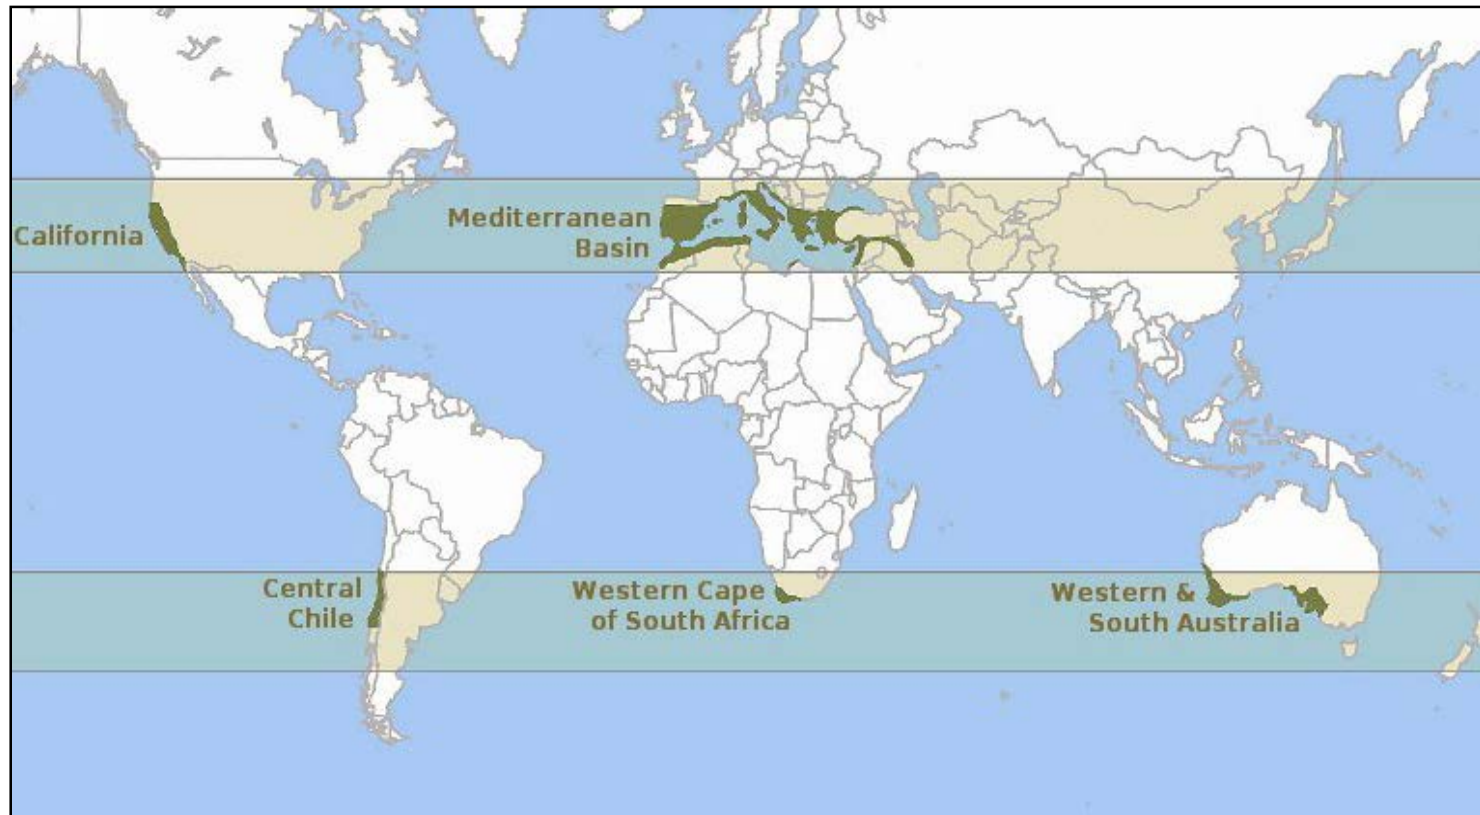 California
Mediterranean
Basin
Central
Chile
Western Cape
of South Africa
Western &
South Australia